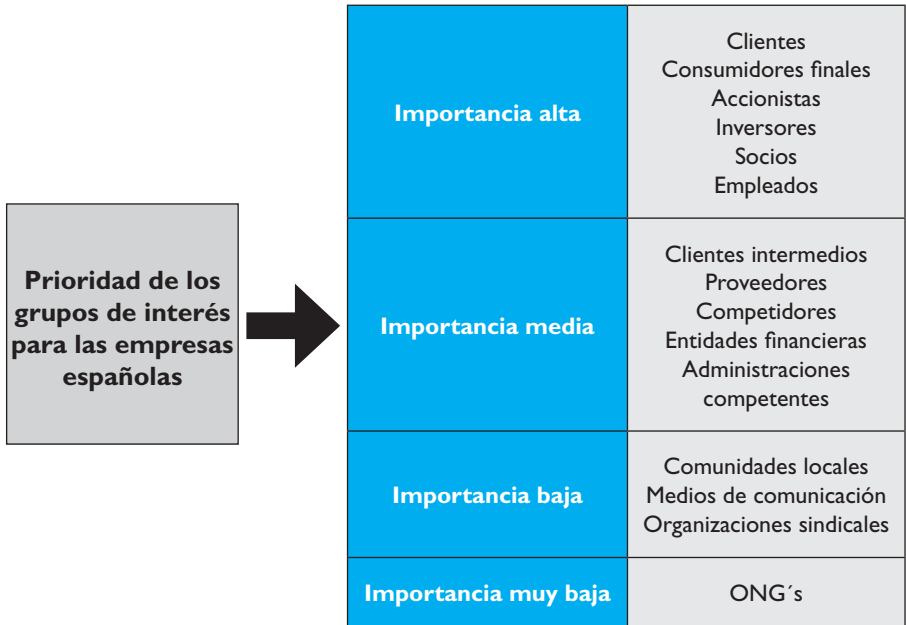 Prioridad de los
grupos de interés
para las empresas
españolas
Importancia alta
Clientes
Consumidores finales
Accionistas
Inversores
Socios
Empleados
Importancia media
Clientes intermedios
Proveedores
Competidores
Entidades financieras
Administraciones
competentes
Importancia baja
Comunidades locales
Medios de comunicación
Organizaciones sindicales
Importancia muy baja
ONG´s